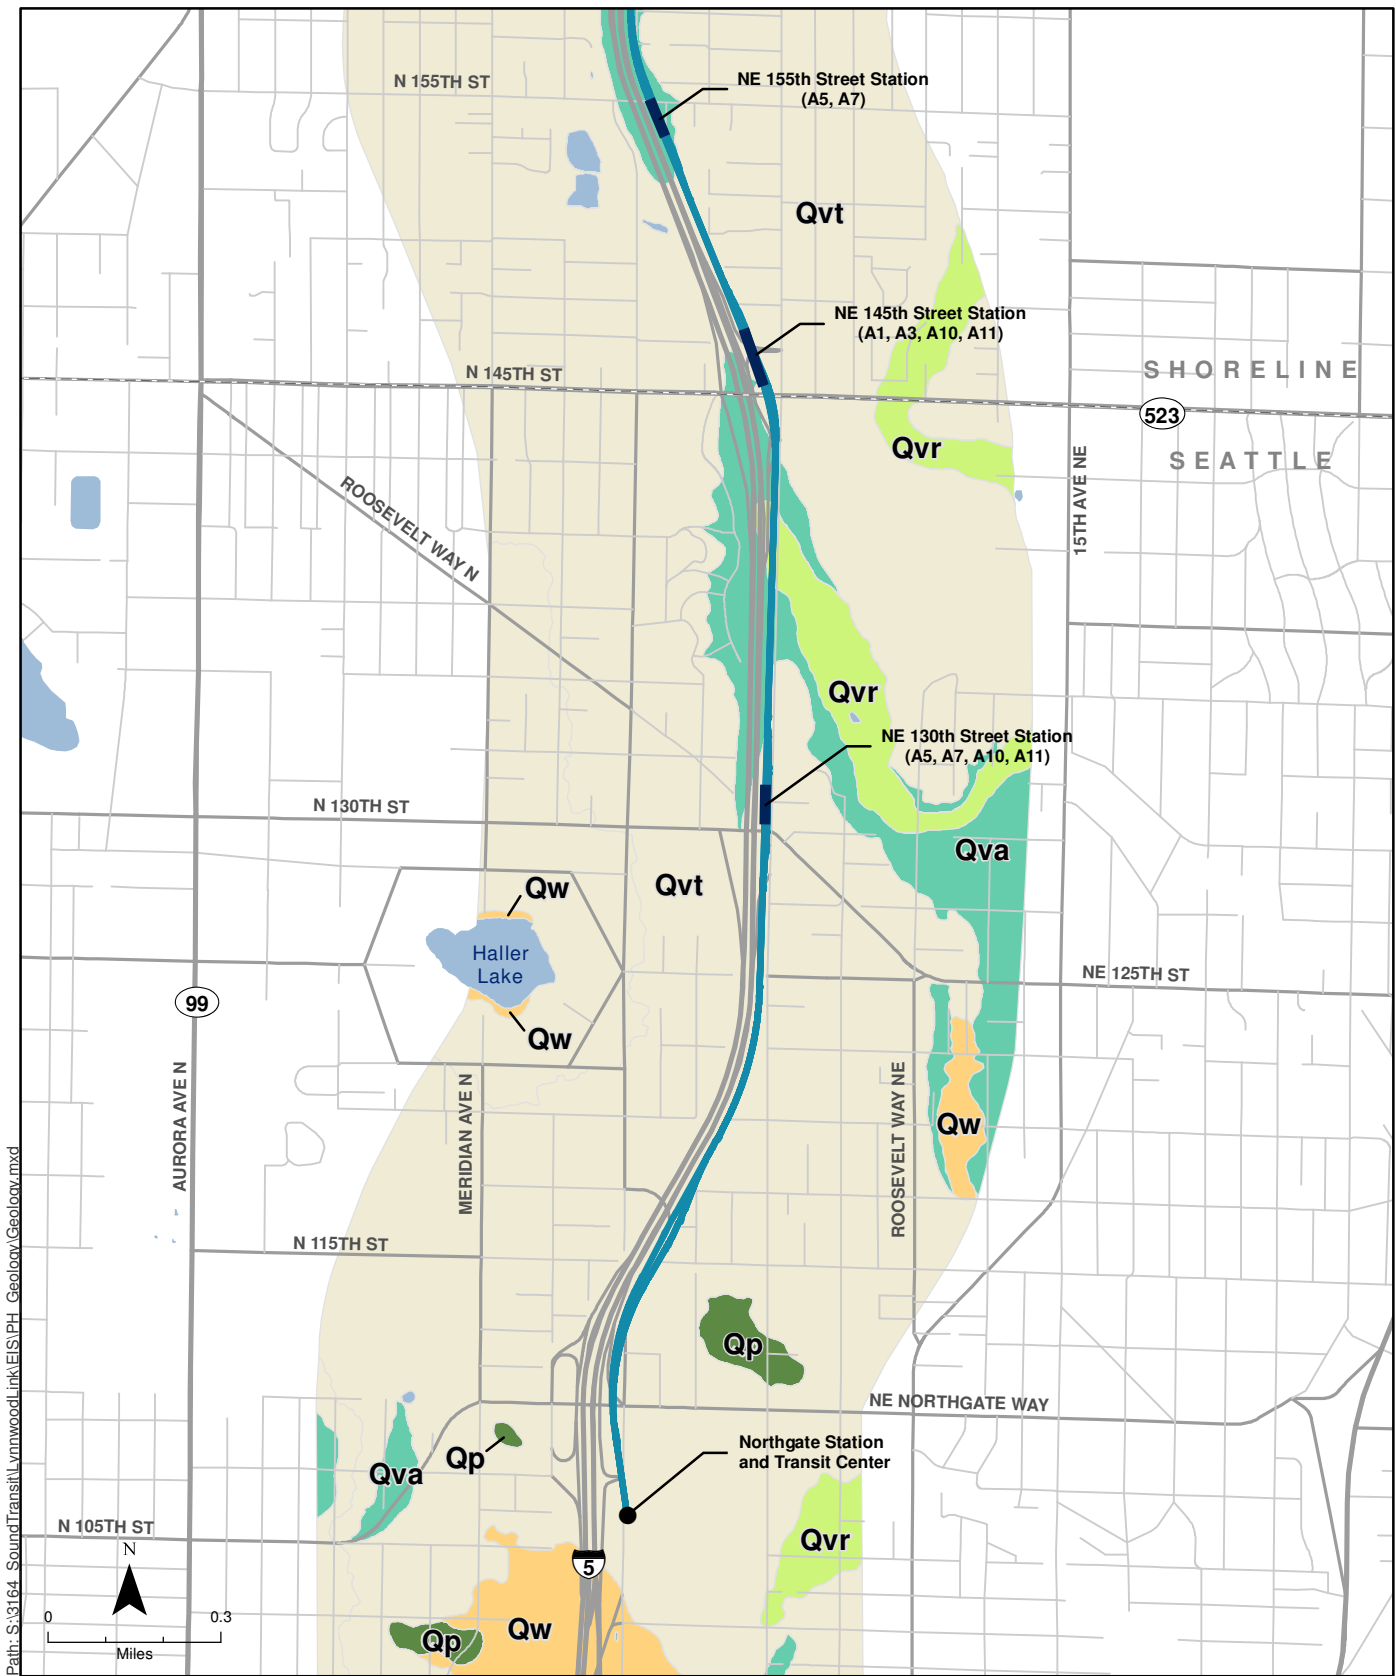 N 155TH ST
NE 155th Street Station
(A5, A7)
Qvt
NE 145th Street Station
(A1, A3, A10, A11)
N 145TH ST
SHORELINE
523
SEATTLE
Qvr
15TH AVE NE
ROOSEVELT WAY N
Qvr
NE 130th Street Station
(A5, A7, A10, A11)
N 130TH ST
Qva
Qvt
Qw
Haller
Lake
Qw
NE 125TH ST
99
AURORA AVE N
MERIDIAN AVE N
ROOSEVELT WAY NE
Qw
N 115TH ST
Qp
NE NORTHGATE WAY
Qp
Qva
Northgate Station
and Transit Center
N 105TH ST
Qvr
N
5
0 0.3
Miles
Qw
Qp
Path: S:\3164_SoundTransit\LynnwoodLink\EIS\PH_Geology\Geology.mxd